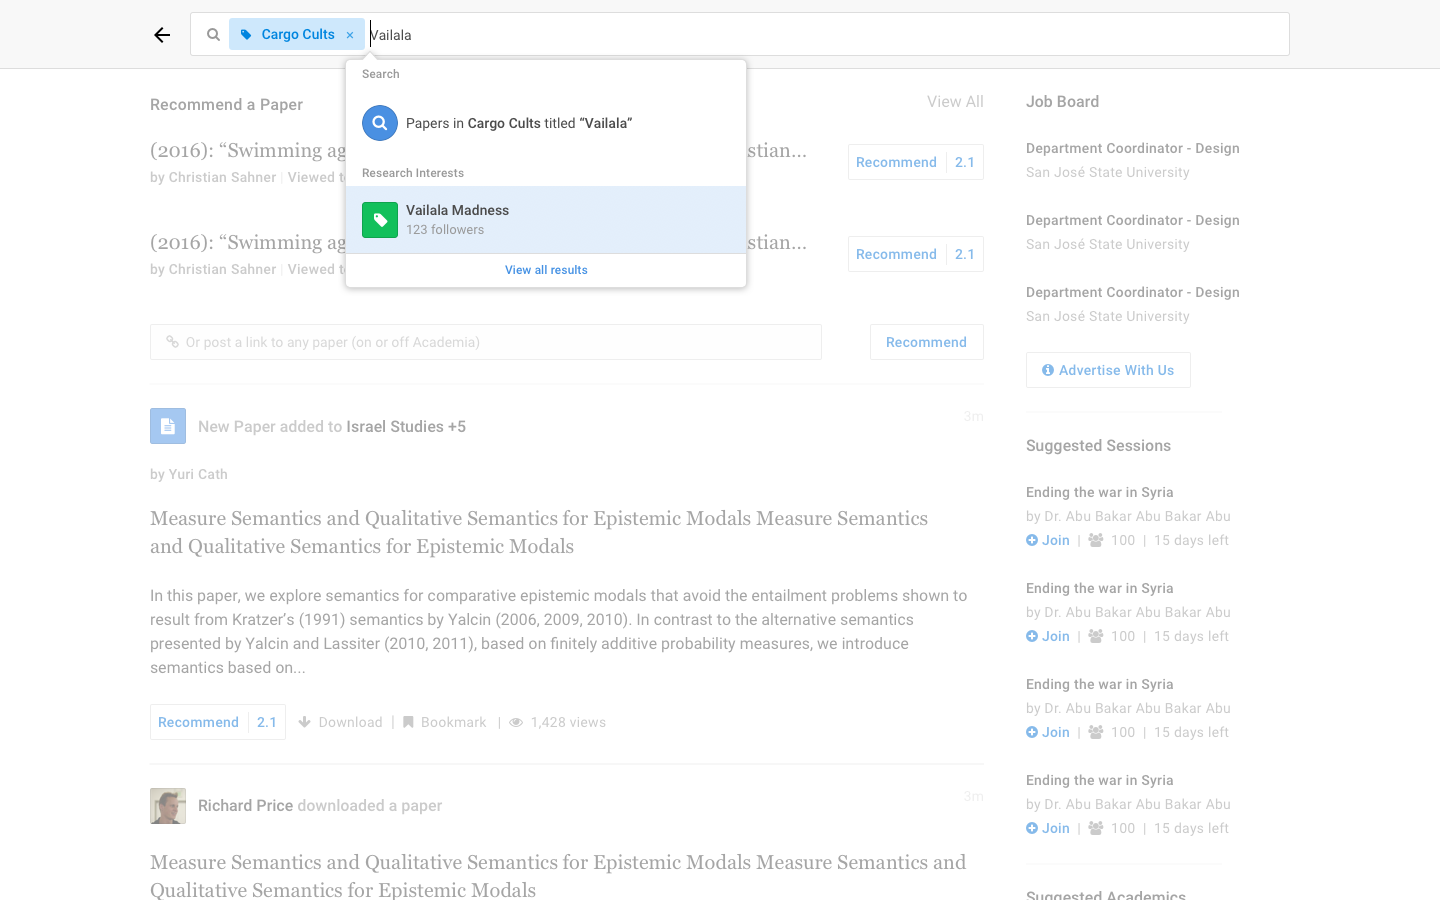 Cargo Cults × Vailala
Search
Papers in Cargo Cults titled “Vailala”
Research Interests
Vailala Madness
123 followers
View all results
Recommend a Paper
View All
(2016): “Swimming ag
stian...
by Christian Sahner | Viewed t
Recommend 2.1
(2016): “Swimming ag
stian...
by Christian Sahner | Viewed t
Recommend 2.1
Or post a link to any paper (on or off Academia)
Recommend
New Paper added to Israel Studies +5
3m
by Yuri Cath
Measure Semantics and Qualitative Semantics for Epistemic Modals Measure Semantics
and Qualitative Semantics for Epistemic Modals
In this paper, we explore semantics for comparative epistemic modals that avoid the entailment problems shown to
result from Kratzer’s (1991) semantics by Yalcin (2006, 2009, 2010). In contrast to the alternative semantics
presented by Yalcin and Lassiter (2010, 2011), based on finitely additive probability measures, we introduce
semantics based on...
Recommend 2.1 Download | Bookmark | 1,428 views
Richard Price downloaded a paper
3m
Measure Semantics and Qualitative Semantics for Epistemic Modals Measure Semantics and
Qualitative Semantics for Epistemic Modals
Job Board
Department Coordinator - Design
San José State University
Department Coordinator - Design
San José State University
Department Coordinator - Design
San José State University
Advertise With Us
Suggested Sessions
Ending the war in Syria
by Dr. Abu Bakar Abu Bakar Abu
Join | 100 | 15 days left
Ending the war in Syria
by Dr. Abu Bakar Abu Bakar Abu
Join | 100 | 15 days left
Ending the war in Syria
by Dr. Abu Bakar Abu Bakar Abu
Join | 100 | 15 days left
Ending the war in Syria
by Dr. Abu Bakar Abu Bakar Abu
Join | 100 | 15 days left
Suggested Academics